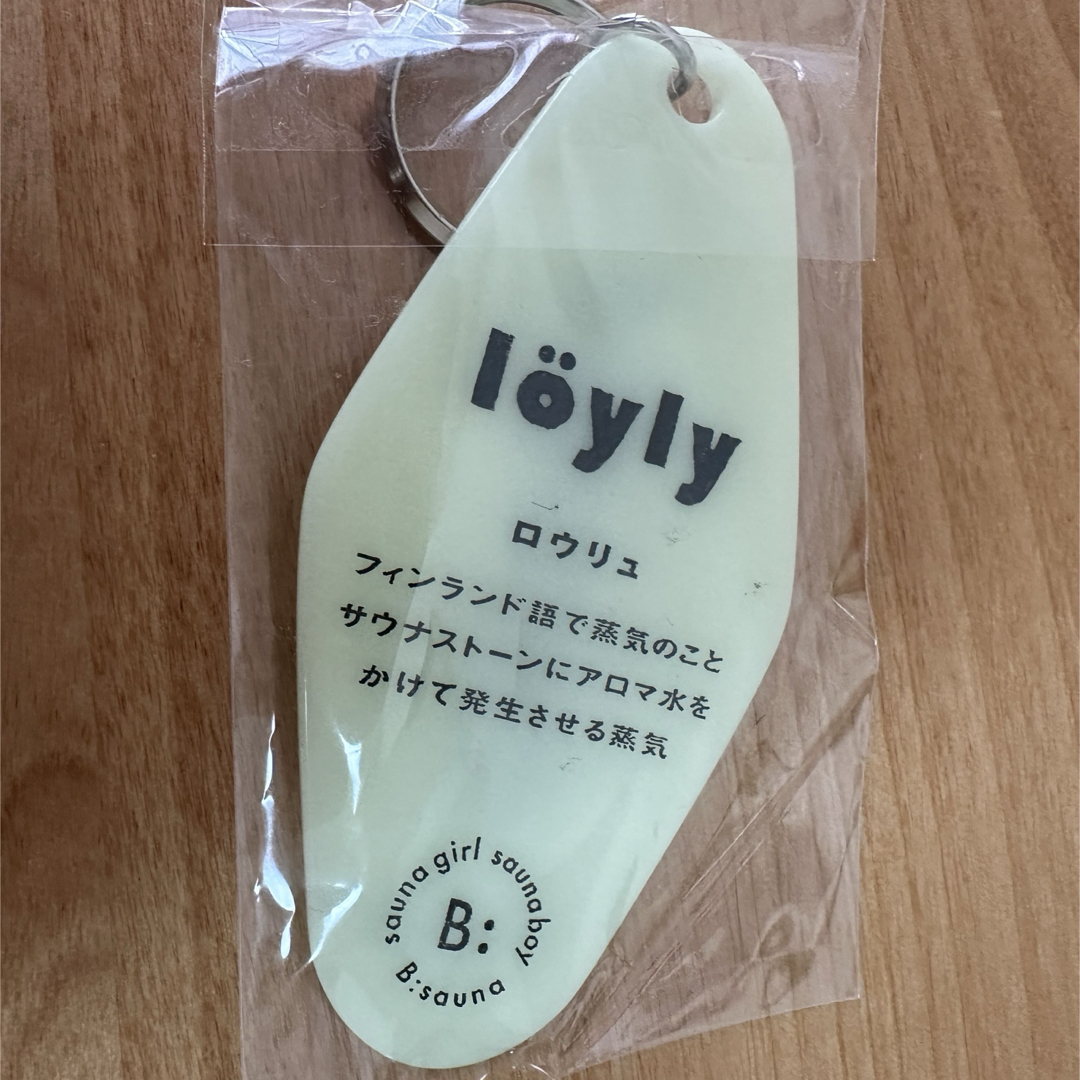 löyly
ロウリュ
フィンランド語で蒸気のこと
サウナストーンにアロマ水を
かけて発生させる蒸気
sauna girl saunaboy
B:
B:sauna